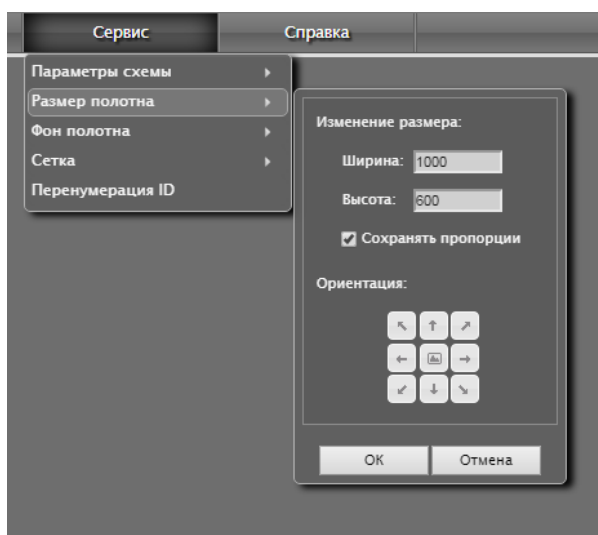 Сервис Справка
Параметры схемы
Размер полотна
Фон полотна
Сетка
Перенумерация ID
Изменение размера:
Ширина: 1000
Высота: 600
Сохранять пропорции
Ориентация:
OK Отмена